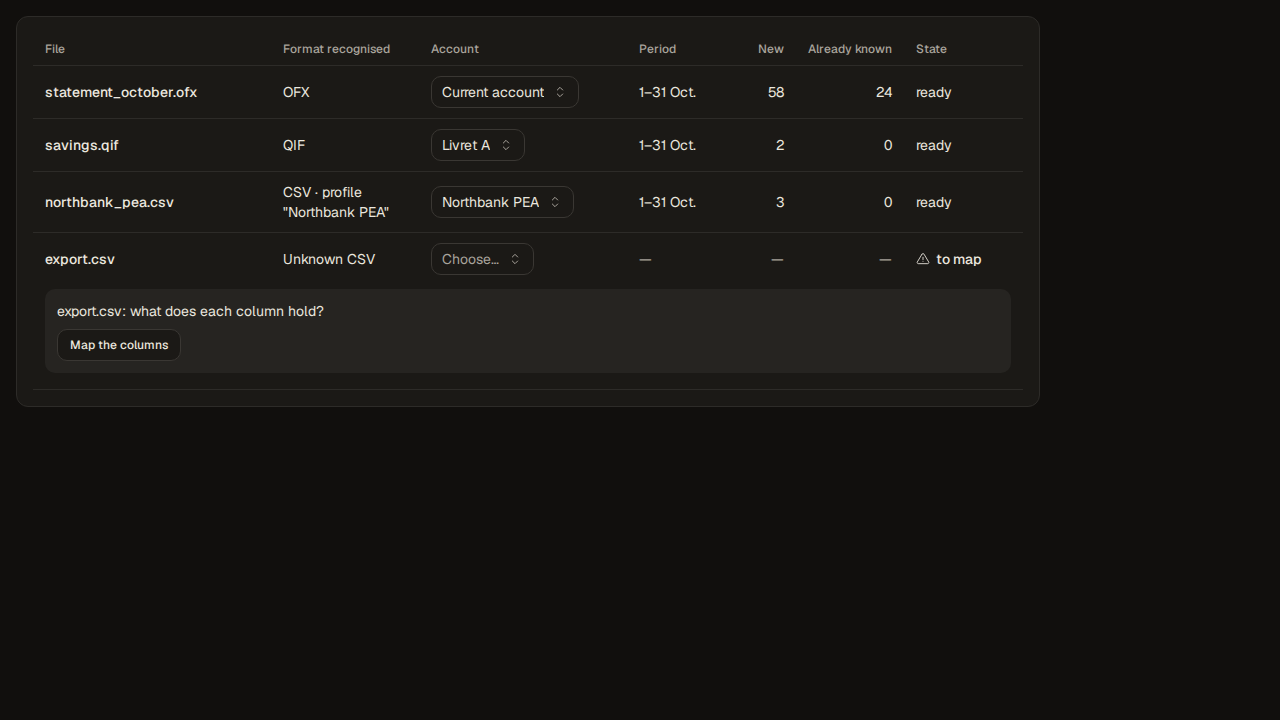 File Format recognised Account Period New Already known State
statement_october.ofx OFX Current account 1–31 Oct. 58 24 ready
savings.qif QIF Livret A 1–31 Oct. 2 0 ready
northbank_pea.csv CSV · profile "Northbank PEA" Northbank PEA 1–31 Oct. 3 0 ready
export.csv Unknown CSV Choose... — — — to map
export.csv: what does each column hold?
Map the columns